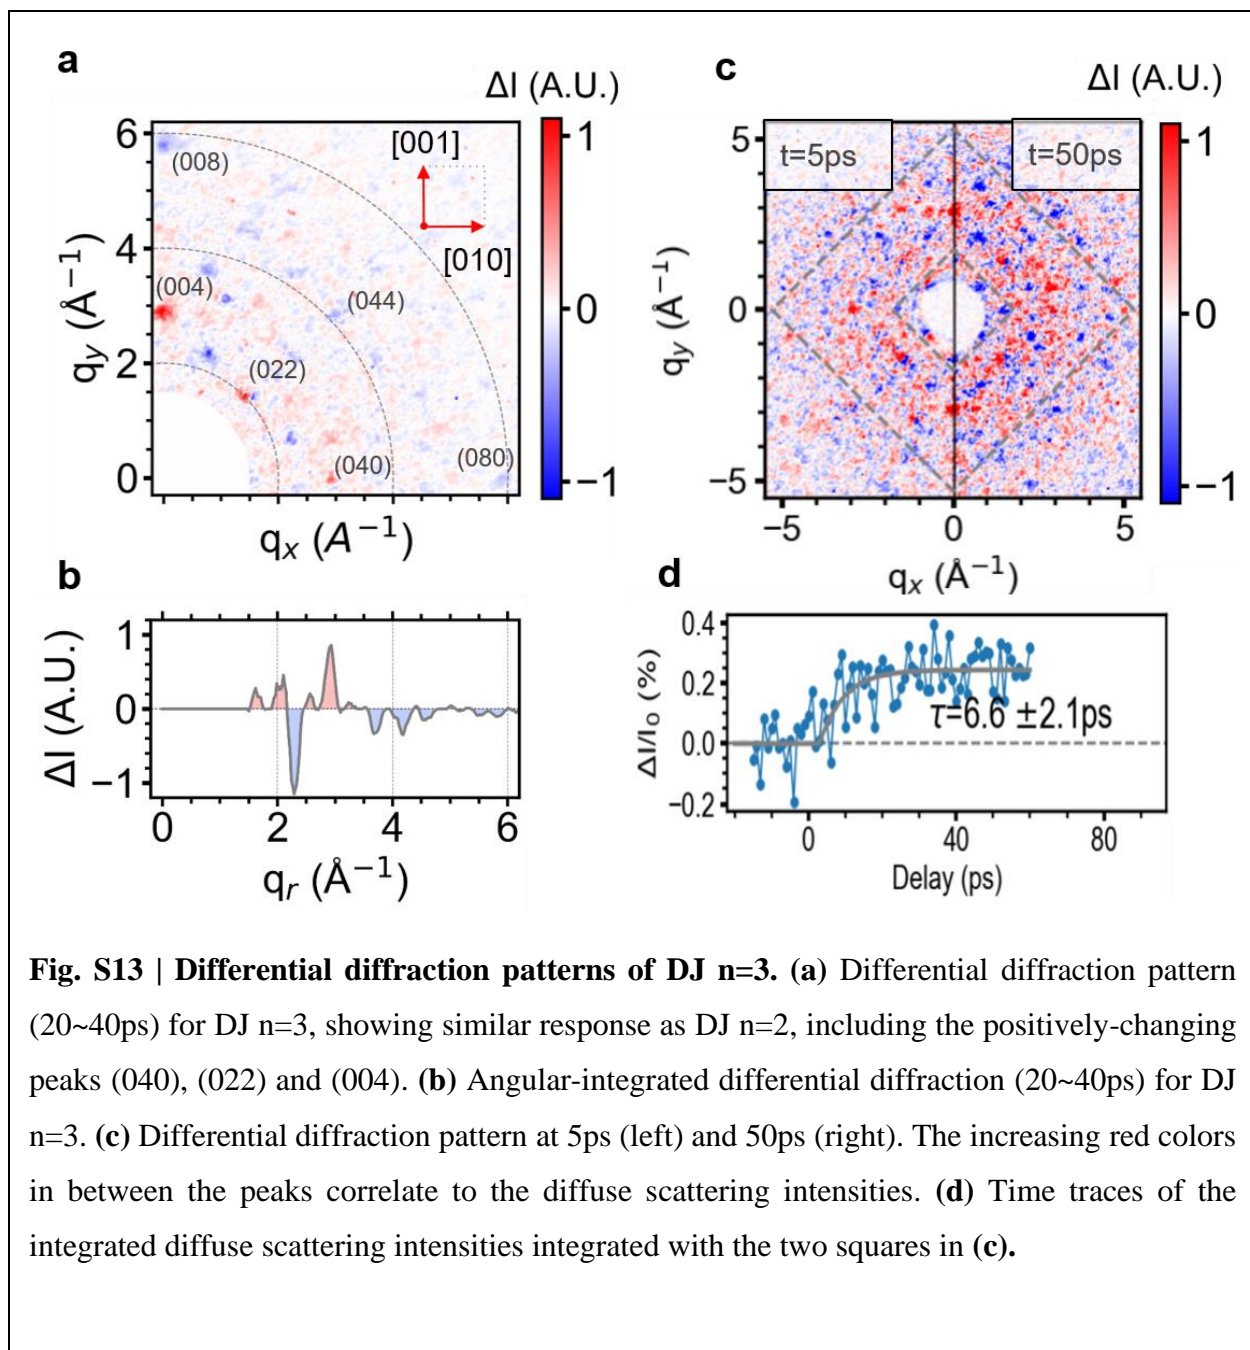 a
ΔI (A.U.)
6
(008)
[001]
[010]
1
4
(004)
(044)
0
2
(022)
(040)
(080)
0
−1
q_y (Å⁻¹)
q_x (A⁻¹)
b
1
0
−1
ΔI (A.U.)
0 2 4 6
q_r (Å⁻¹)
c
ΔI (A.U.)
t=5ps
t=50ps
5
0
−5
q_y (Å⁻¹)
1
0
−1
−5 0 5
q_x (Å⁻¹)
d
0.4
0.2
0.0
−0.2
ΔI/I₀ (%)
τ=6.6 ±2.1ps
0 40 80
Delay (ps)
Fig. S13 | Differential diffraction patterns of DJ n=3. (a) Differential diffraction pattern
(20~40ps) for DJ n=3, showing similar response as DJ n=2, including the positively-changing
peaks (040), (022) and (004). (b) Angular-integrated differential diffraction (20~40ps) for DJ
n=3. (c) Differential diffraction pattern at 5ps (left) and 50ps (right). The increasing red colors
in between the peaks correlate to the diffuse scattering intensities. (d) Time traces of the
integrated diffuse scattering intensities integrated with the two squares in (c).